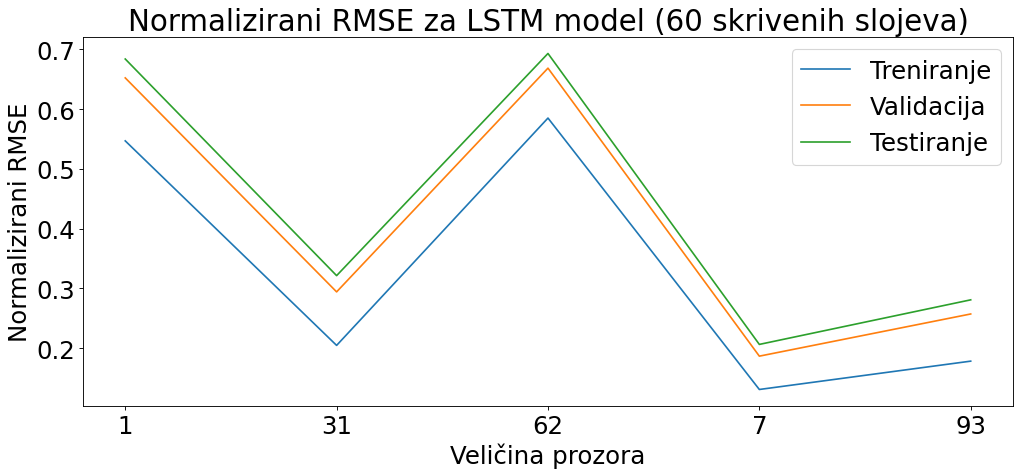 Normalizirani RMSE za LSTM model (60 skrivenih slojeva)
Normalizirani RMSE
0.7
0.6
0.5
0.4
0.3
0.2
Treniranje
Validacija
Testiranje
1 31 62 7 93
Veličina prozora